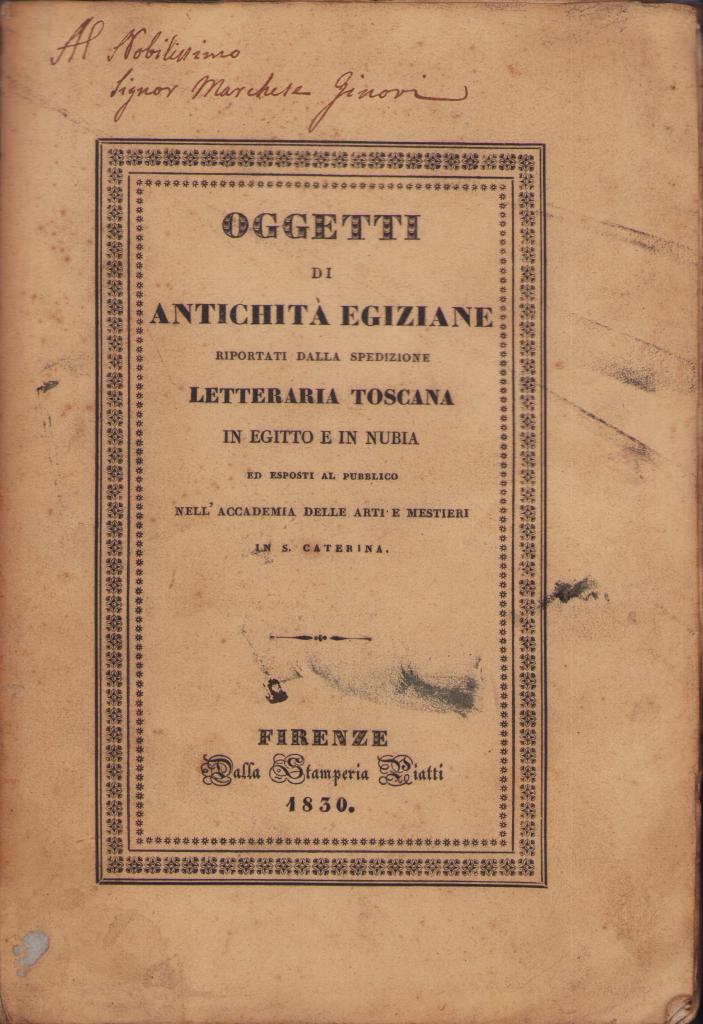 Al Nobilissimo
Signor Marchese Ginori
OGGETTI
DI
ANTICHITÀ EGIZIANE
RIPORTATI DALLA SPEDIZIONE
LETTERARIA TOSCANA
IN EGITTO E IN NUBIA
ED ESPOSTI AL PUBBLICO
NELL' ACCADEMIA DELLE ARTI E MESTIERI
IN S. CATERINA.
FIRENZE
Dalla Stamperia Piatti
1830.